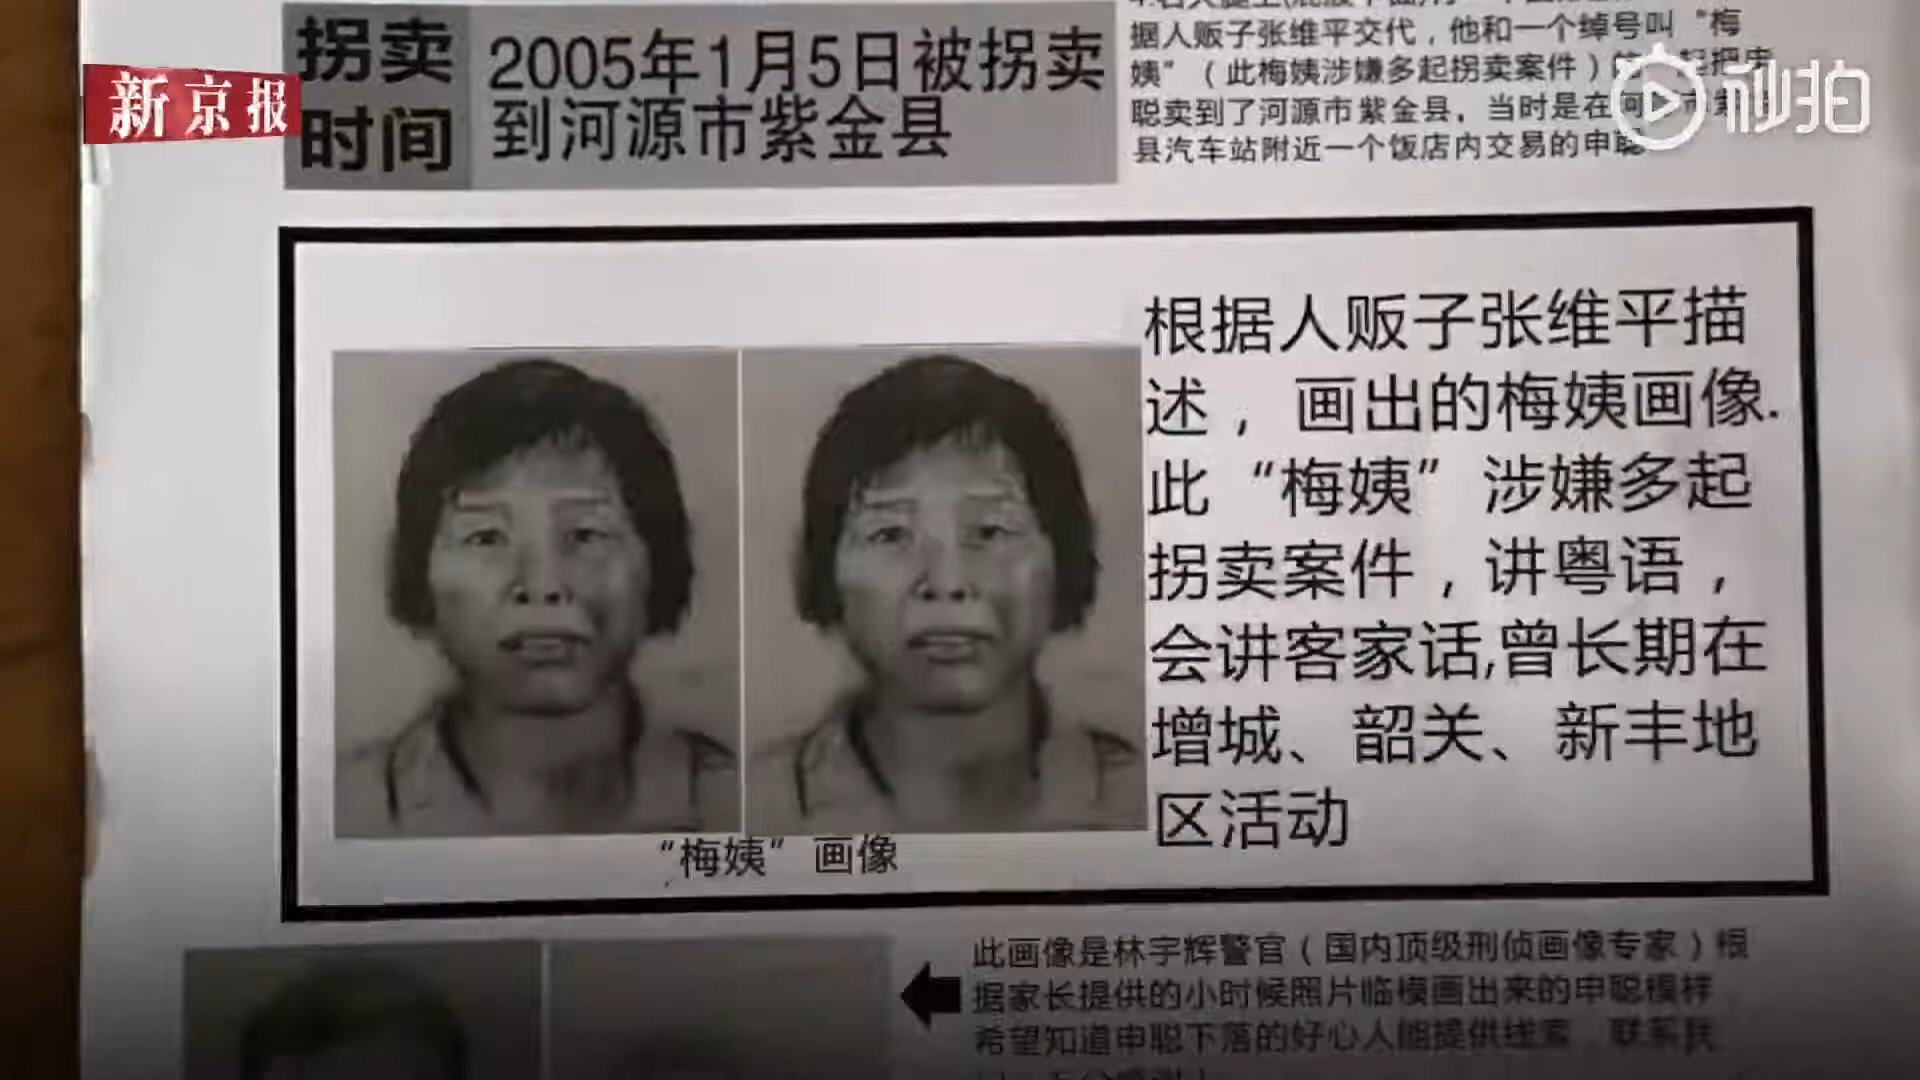 新京报
秒拍
拐卖
时间
2005年1月5日被拐卖
到河源市紫金县
据人贩子张维平交代，他和一个绰号叫“梅
姨”（此梅姨涉嫌多起拐卖案件）
聪卖到了河源市紫金县，当时是在河
县汽车站附近一个饭店内交易的申聪
根据人贩子张维平描
述，画出的梅姨画像.
此“梅姨”涉嫌多起
拐卖案件，讲粤语，
会讲客家话,曾长期在
增城、韶关、新丰地
区活动
“梅姨”画像
此画像是林宇辉警官（国内顶级刑侦画像专家）根
据家长提供的小时候照片临模画出来的申聪模样
希望知道申聪下落的好心人能提供线索，联系我